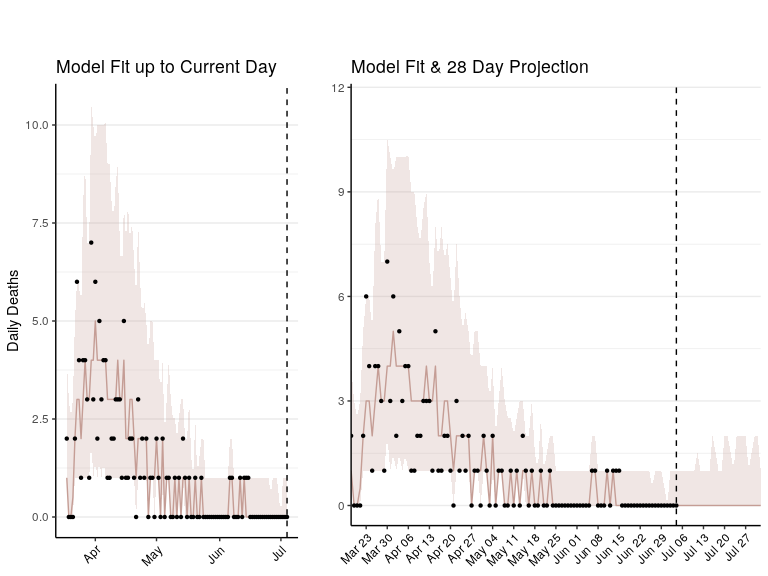 Model Fit up to Current Day
Model Fit & 28 Day Projection
Daily Deaths
10.0
7.5
5.0
2.5
0.0
Apr
May
Jun
Jul
12
9
6
3
0
Mar 23
Mar 30
Apr 06
Apr 13
Apr 20
Apr 27
May 04
May 11
May 18
May 25
Jun 01
Jun 08
Jun 15
Jun 22
Jun 29
Jul 06
Jul 13
Jul 20
Jul 27